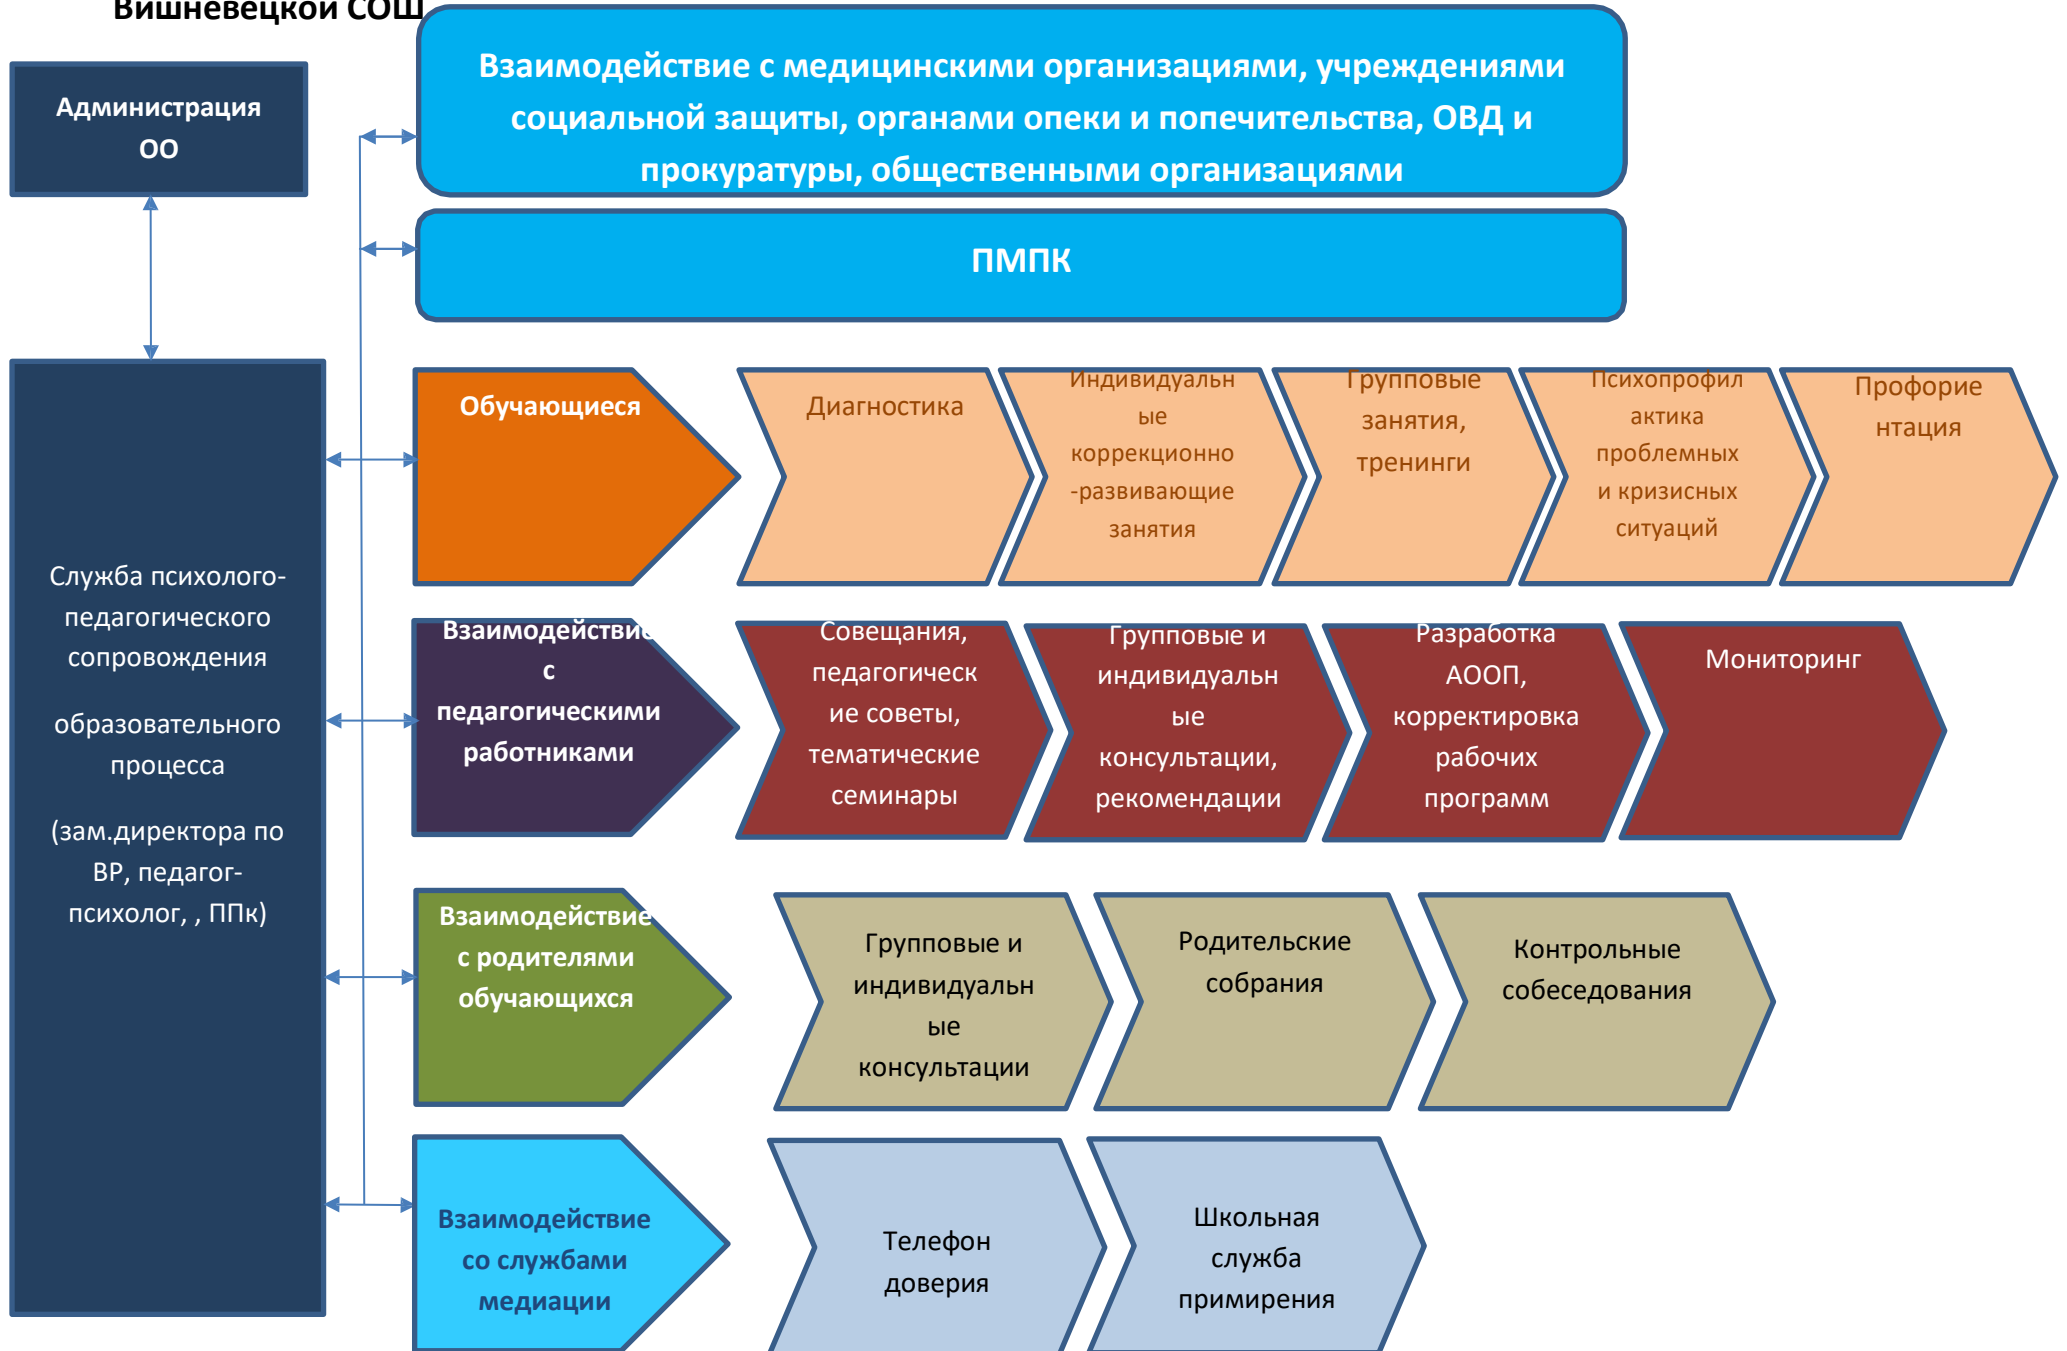 Вишневецкой СОШ
Взаимодействие с медицинскими организациями, учреждениями
социальной защиты, органами опеки и попечительства, ОВД и
прокуратуры, общественными организациями
Администрация
ОО
ПМПК
Служба психолого-
педагогического
сопровождения
образовательного
процесса
(зам.директора по
ВР, педагог-
психолог, , ППк)
Обучающиеся
Диагностика
Индивидуальн
ые
коррекционно
-развивающие
занятия
Групповые
занятия,
тренинги
Психопрофил
актика
проблемных
и кризисных
ситуаций
Профорие
нтация
Взаимодействие
с
педагогическими
работниками
Совещания,
педагогическ
ие советы,
тематические
семинары
Групповые и
индивидуальн
ые
консультации,
рекомендации
Разработка
АООП,
корректировка
рабочих
программ
Мониторинг
Взаимодействие
с родителями
обучающихся
Групповые и
индивидуальн
ые
консультации
Родительские
собрания
Контрольные
собеседования
Взаимодействие
со службами
медиации
Телефон
доверия
Школьная
служба
примирения